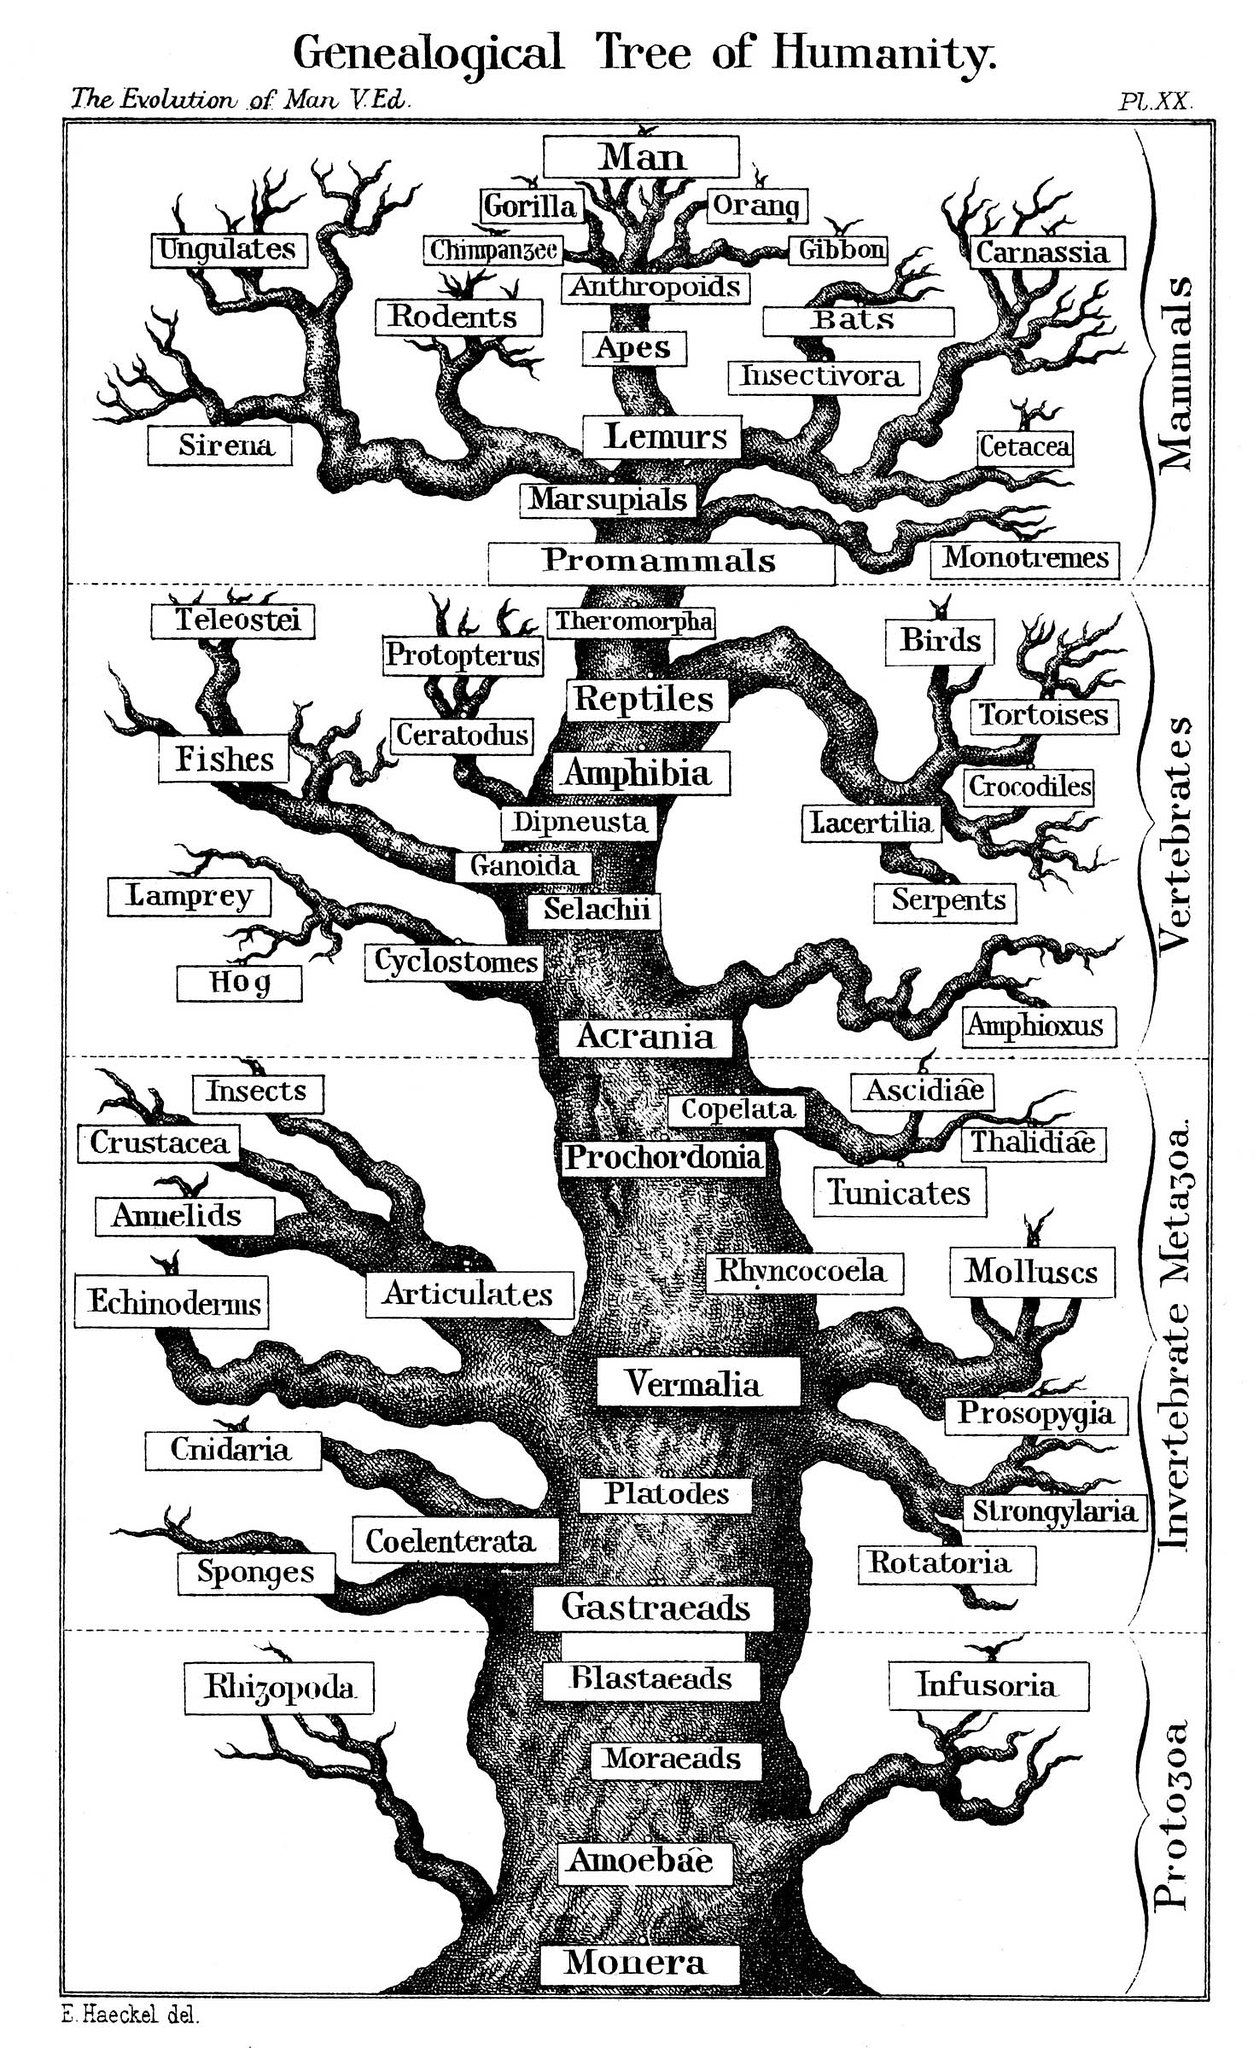 Genealogical Tree of Humanity.
The Evolution of Man V.Ed.
Pl.XX.
Man
Gorilla
Orang
Ungulates
Chimpanzee
Gibbon
Carnassia
Anthropoids
Rodents
Bats
Apes
Insectivora
Sirena
Lemurs
Cetacea
Marsupials
Promammals
Monotremes
Mammals
Teleostei
Theromorpha
Birds
Protopterus
Reptiles
Tortoises
Ceratodus
Fishes
Amphibia
Crocodiles
Dipneusta
Lacertilia
Ganoida
Lamprey
Selachii
Serpents
Cyclostomes
Hog
Acrania
Amphioxus
Vertebrates
Insects
Ascidiae
Copelata
Crustacea
Thalidiae
Prochordonia
Tunicates
Annelids
Rhyncocoela
Molluscs
Echinoderms
Articulates
Vermalia
Prosopygia
Cnidaria
Platodes
Strongylaria
Coelenterata
Rotatoria
Sponges
Gastraeads
Invertebrate Metazoa.
Blastaeads
Rhizopoda
Infusoria
Moraeads
Amoebae
Monera
Protozoa
E. Haeckel del.